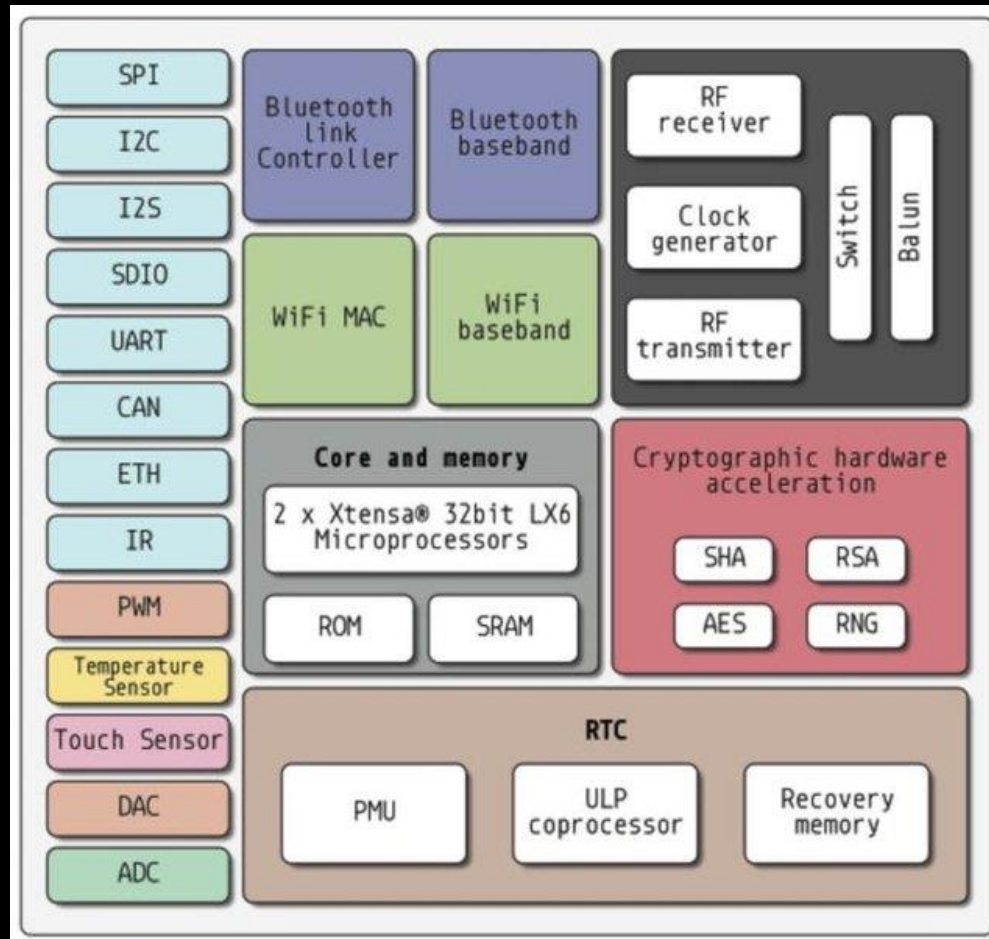 SPI
I2C
I2S
SDIO
UART
CAN
ETH
IR
PWM
Temperature
Sensor
Touch Sensor
DAC
ADC
Bluetooth
link
Controller
Bluetooth
baseband
WiFi MAC
WiFi
baseband
RF
receiver
Clock
generator
RF
transmitter
Switch
Balun
Core and memory
2 x Xtensa® 32bit LX6
Microprocessors
ROM
SRAM
Cryptographic hardware
acceleration
SHA
RSA
AES
RNG
RTC
PMU
ULP
coprocessor
Recovery
memory